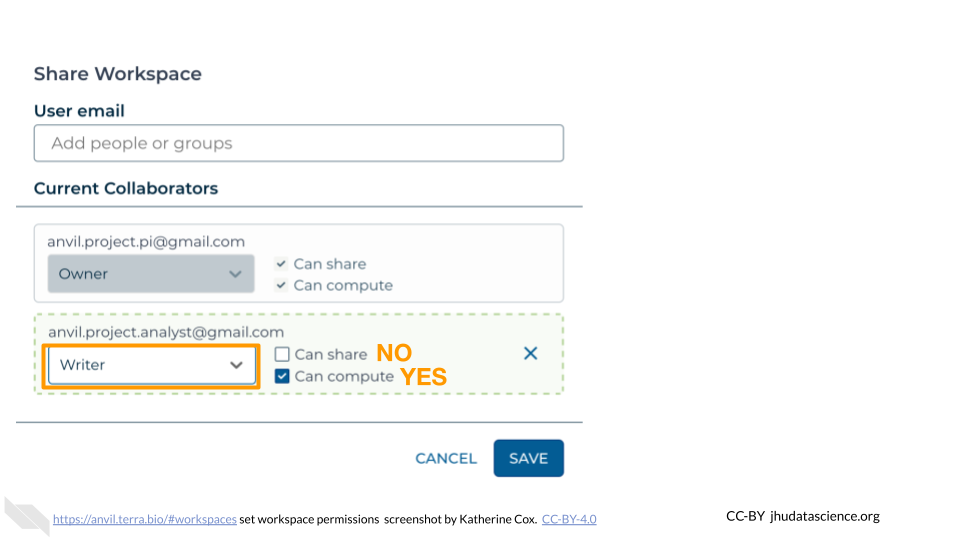 Share Workspace
User email
Add people or groups
Current Collaborators
anvil.project.pi@gmail.com
Owner
Can share
Can compute
anvil.project.analyst@gmail.com
Writer
Can share NO
Can compute YES
CANCEL SAVE
https://anvil.terra.bio/#workspaces set workspace permissions screenshot by Katherine Cox. CC-BY-4.0
CC-BY jhudatascience.org